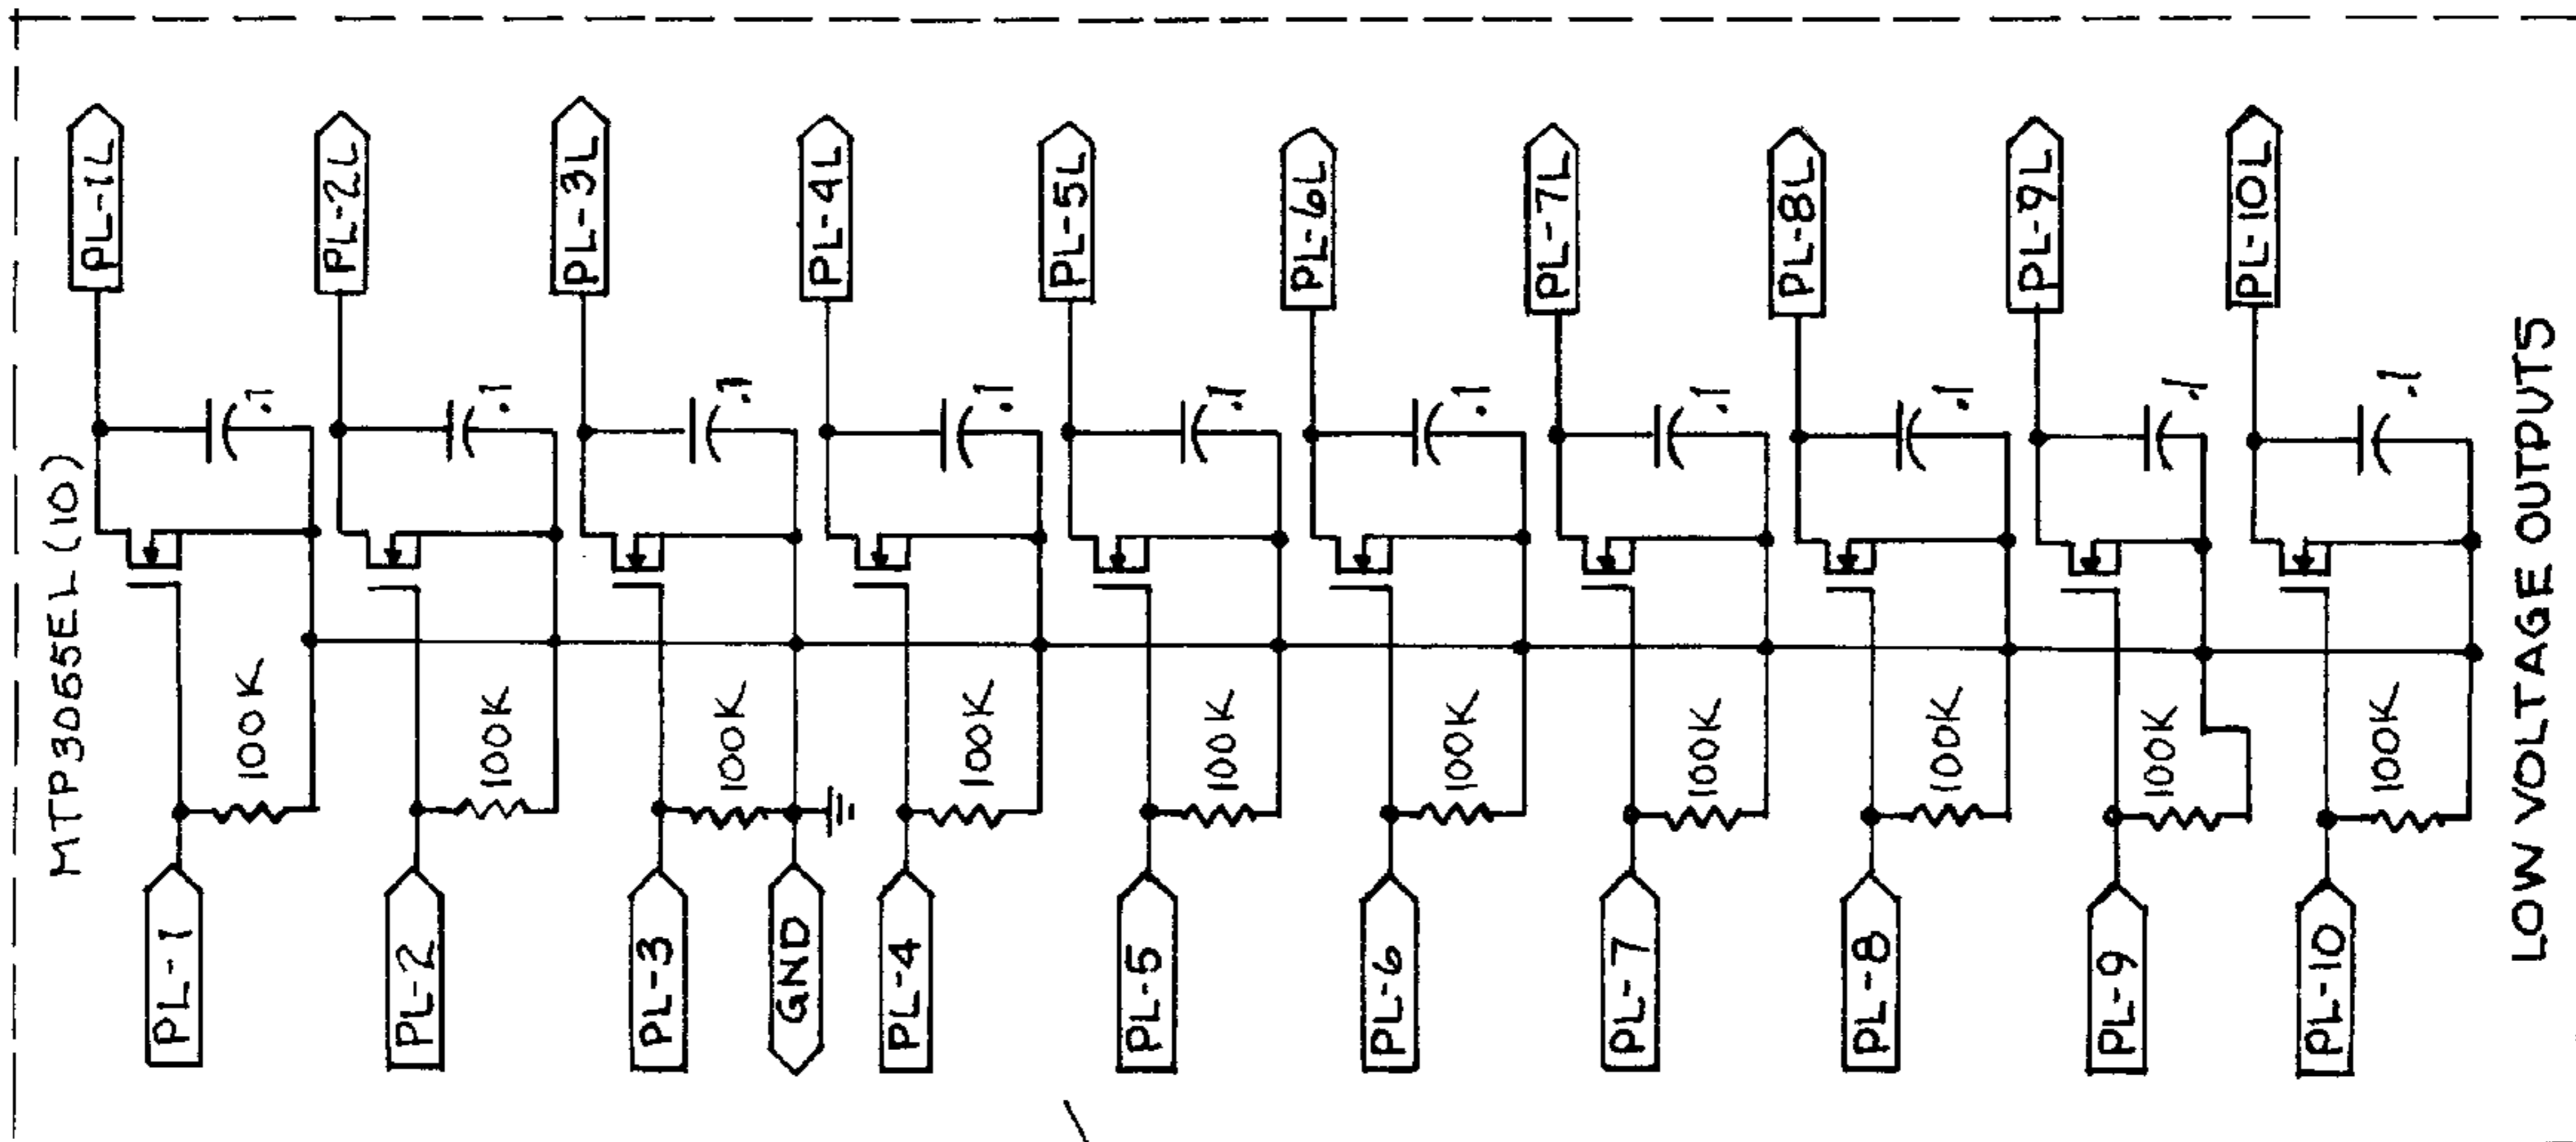 MTP3055EL (10)
PL-1L
PL-1
100K .1
PL-2L
PL-2
100K .1
PL-3L
PL-3
100K .1
GND
PL-4L
PL-4
100K .1
PL-5L
PL-5
100K .1
PL-6L
PL-6
100K .1
PL-7L
PL-7
100K .1
PL-8L
PL-8
100K .1
PL-9L
PL-9
100K .1
PL-10L
PL-10
100K .1
LOW VOLTAGE OUTPUTS